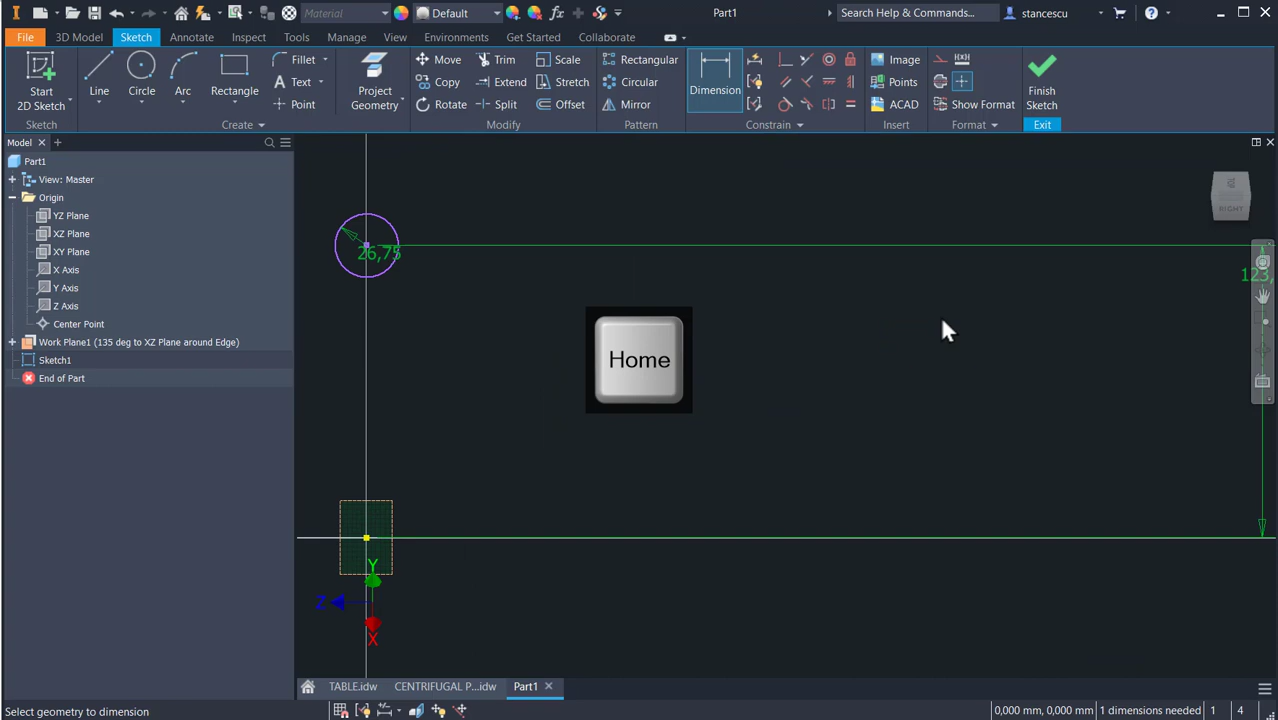 Material
Default
Part1
Search Help & Commands...
stancescu
File
3D Model
Sketch
Annotate
Inspect
Tools
Manage
View
Environments
Get Started
Collaborate
Start
2D Sketch
Line
Circle
Arc
Rectangle
Fillet
Text
Point
Project
Geometry
Move
Copy
Rotate
Trim
Extend
Split
Scale
Stretch
Offset
Rectangular
Circular
Mirror
Dimension
Image
Points
ACAD
Show Format
Finish
Sketch
Sketch
Create
Modify
Pattern
Constrain
Insert
Format
Exit
Model
Part1
View: Master
Origin
YZ Plane
XZ Plane
XY Plane
X Axis
Y Axis
Z Axis
Center Point
Work Plane1 (135 deg to XZ Plane around Edge)
Sketch1
End of Part
26,75
123,
RIGHT
Home
Y
Z
X
TABLE.idw
CENTRIFUGAL P...idw
Part1
Select geometry to dimension
0,000 mm, 0,000 mm
1 dimensions needed
1
4